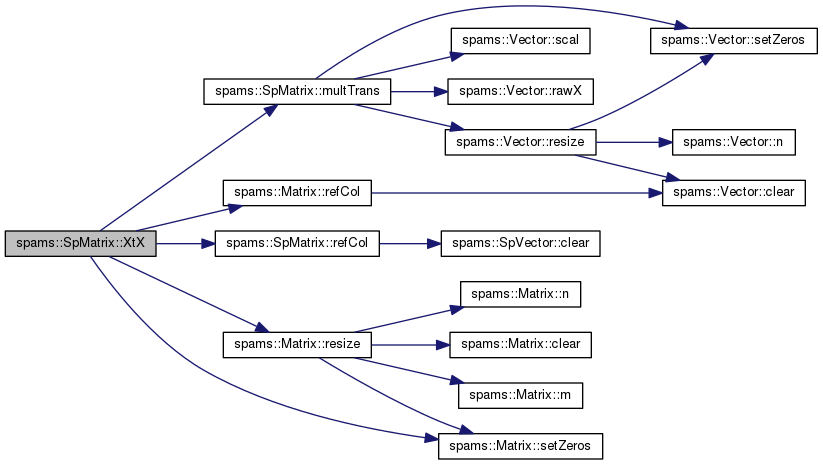 spams::Vector::scal
spams::Vector::setZeros
spams::SpMatrix::multTrans
spams::Vector::rawX
spams::Vector::resize
spams::Vector::n
spams::Matrix::refCol
spams::Vector::clear
spams::SpMatrix::XtX
spams::SpMatrix::refCol
spams::SpVector::clear
spams::Matrix::n
spams::Matrix::resize
spams::Matrix::clear
spams::Matrix::m
spams::Matrix::setZeros